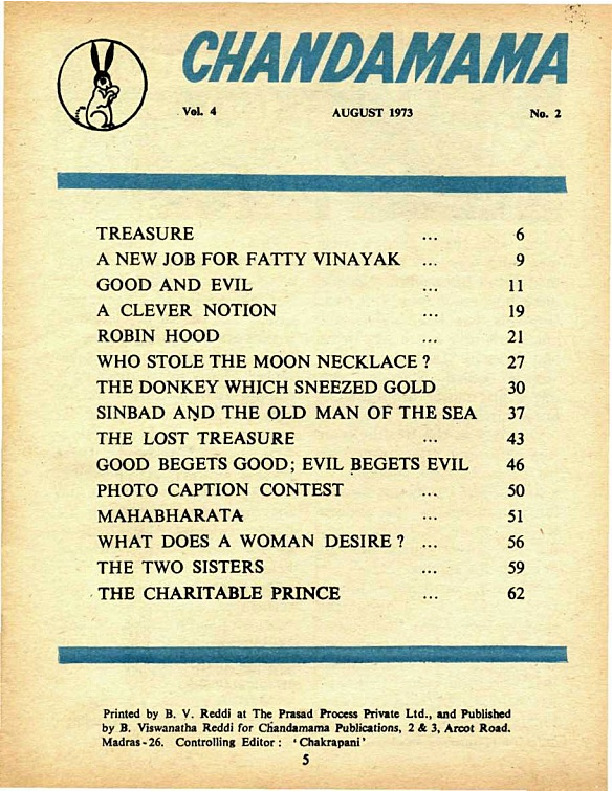 CHANDAMAMA
Vol. 4 AUGUST 1973 No. 2
TREASURE ... 6
A NEW JOB FOR FATTY VINAYAK ... 9
GOOD AND EVIL ... 11
A CLEVER NOTION ... 19
ROBIN HOOD ... 21
WHO STOLE THE MOON NECKLACE ? 27
THE DONKEY WHICH SNEEZED GOLD 30
SINBAD AND THE OLD MAN OF THE SEA 37
THE LOST TREASURE ... 43
GOOD BEGETS GOOD; EVIL BEGETS EVIL 46
PHOTO CAPTION CONTEST ... 50
MAHABHARATA ... 51
WHAT DOES A WOMAN DESIRE ? ... 56
THE TWO SISTERS ... 59
THE CHARITABLE PRINCE ... 62
Printed by B. V. Reddi at The Prasad Process Private Ltd., and Published
by B. Viswanatha Reddi for Chandamama Publications, 2 & 3, Arcot Road.
Madras - 26. Controlling Editor : ‘ Chakrapani ’
5